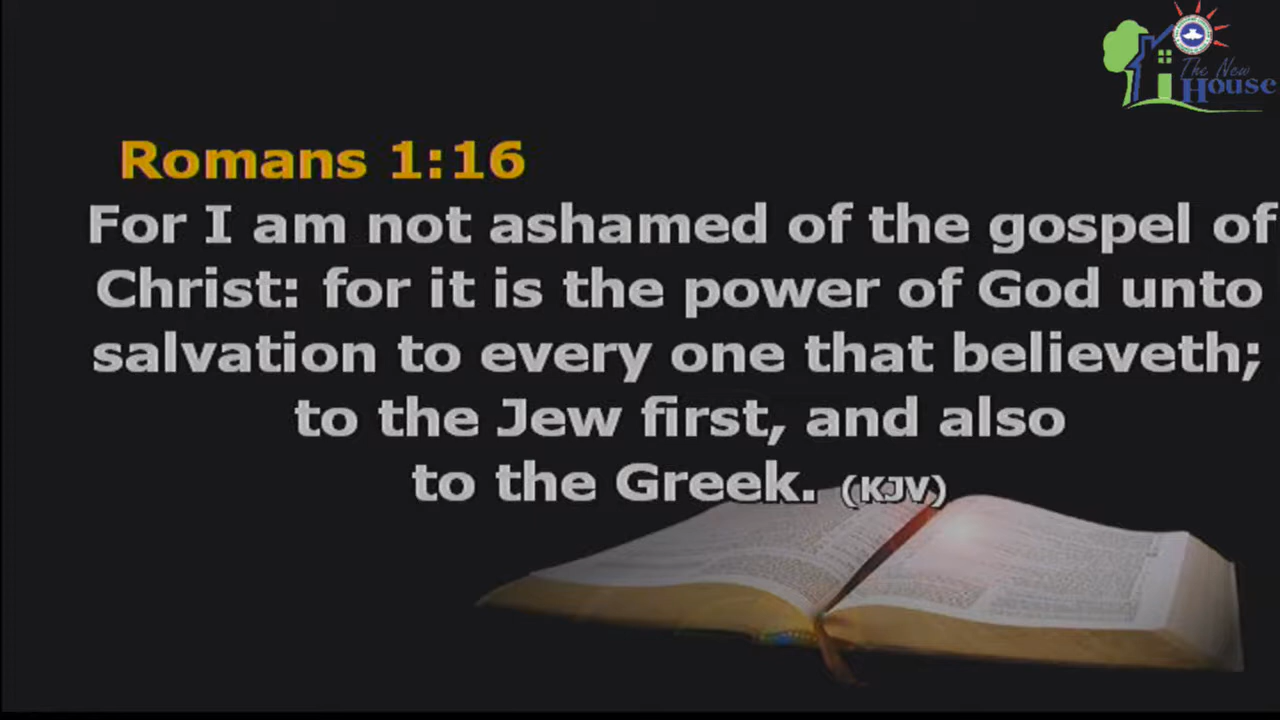 The New
House
Romans 1:16
For I am not ashamed of the gospel of
Christ: for it is the power of God unto
salvation to every one that believeth;
to the Jew first, and also
to the Greek. (KJV)